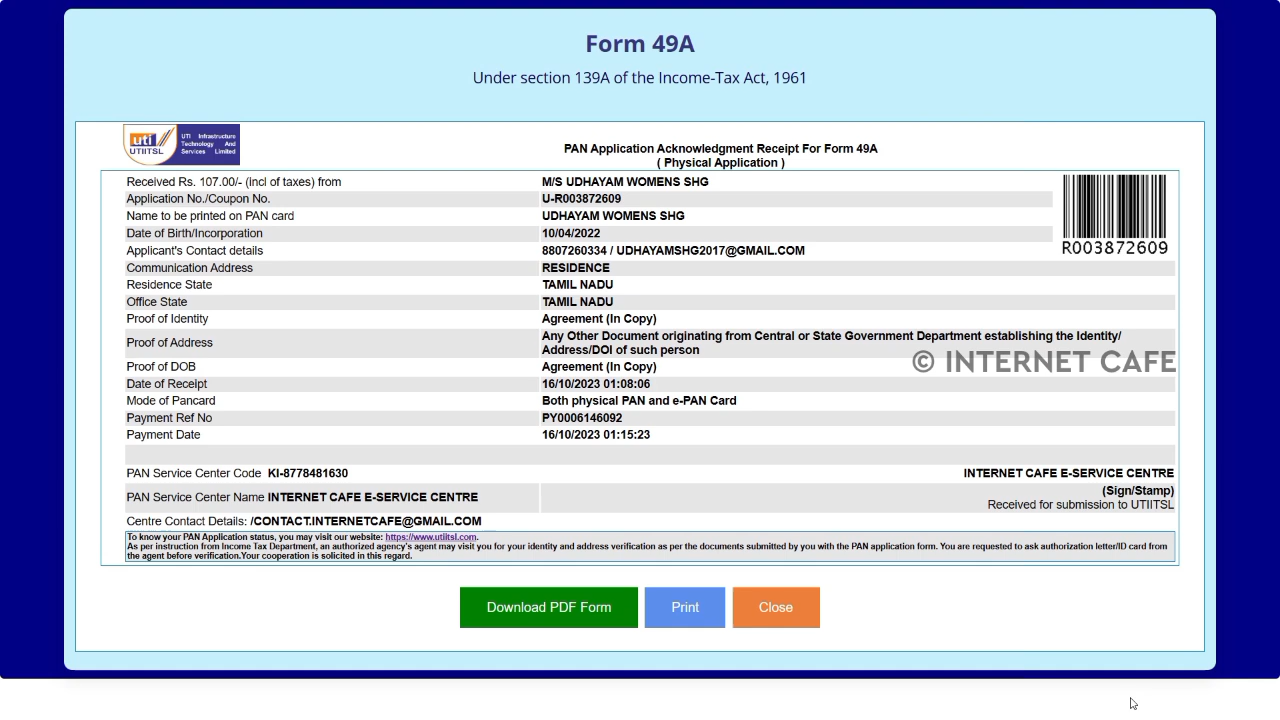 Form 49A
Under section 139A of the Income-Tax Act, 1961
uti
UTIITSL
UTI Infrastructure
Technology And
Services Limited
PAN Application Acknowledgment Receipt For Form 49A
( Physical Application )
Received Rs. 107.00/- (incl of taxes) from M/S UDHAYAM WOMENS SHG
Application No./Coupon No. U-R003872609
Name to be printed on PAN card UDHAYAM WOMENS SHG
Date of Birth/Incorporation 10/04/2022
R003872609
Applicant's Contact details 8807260334 / UDHAYAMSHG2017@GMAIL.COM
Communication Address RESIDENCE
Residence State TAMIL NADU
Office State TAMIL NADU
Proof of Identity Agreement (In Copy)
Proof of Address Any Other Document originating from Central or State Government Department establishing the Identity/
Address/DOI of such person
© INTERNET CAFE
Proof of DOB Agreement (In Copy)
Date of Receipt 16/10/2023 01:08:06
Mode of Pancard Both physical PAN and e-PAN Card
Payment Ref No PY0006146092
Payment Date 16/10/2023 01:15:23
PAN Service Center Code KI-8778481630 INTERNET CAFE E-SERVICE CENTRE
PAN Service Center Name INTERNET CAFE E-SERVICE CENTRE (Sign/Stamp)
Received for submission to UTIITSL
Centre Contact Details: /CONTACT.INTERNETCAFE@GMAIL.COM
To know your PAN Application status, you may visit our website: https://www.utiitsl.com.
As per instruction from Income Tax Department, an authorized agency's agent may visit you for your identity and address verification as per the documents submitted by you with the PAN application form. You are requested to ask authorization letter/ID card from
the agent before verification.Your cooperation is solicited in this regard.
Download PDF Form Print Close